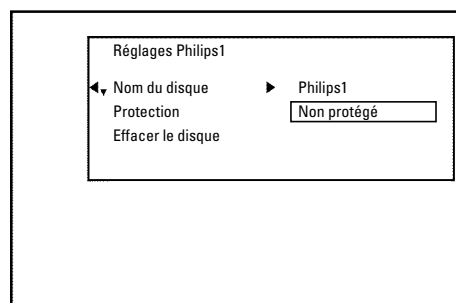 Réglages Philips1
Nom du disque Philips1
Protection Non protégé
Effacer le disque